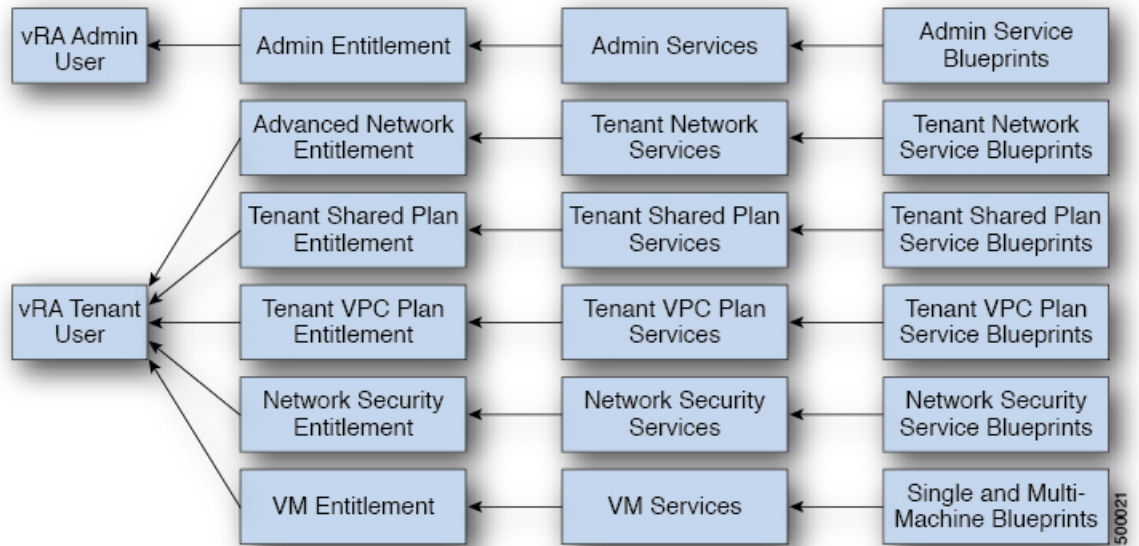 vRA Admin
User
Admin Entitlement
Admin Services
Admin Service
Blueprints
Advanced Network
Entitlement
Tenant Network
Services
Tenant Network
Service Blueprints
Tenant Shared Plan
Entitlement
Tenant Shared Plan
Services
Tenant Shared Plan
Service Blueprints
vRA Tenant
User
Tenant VPC Plan
Entitlement
Tenant VPC Plan
Services
Tenant VPC Plan
Service Blueprints
Network Security
Entitlement
Network Security
Services
Network Security
Service Blueprints
VM Entitlement
VM Services
Single and Multi-
Machine Blueprints
500021